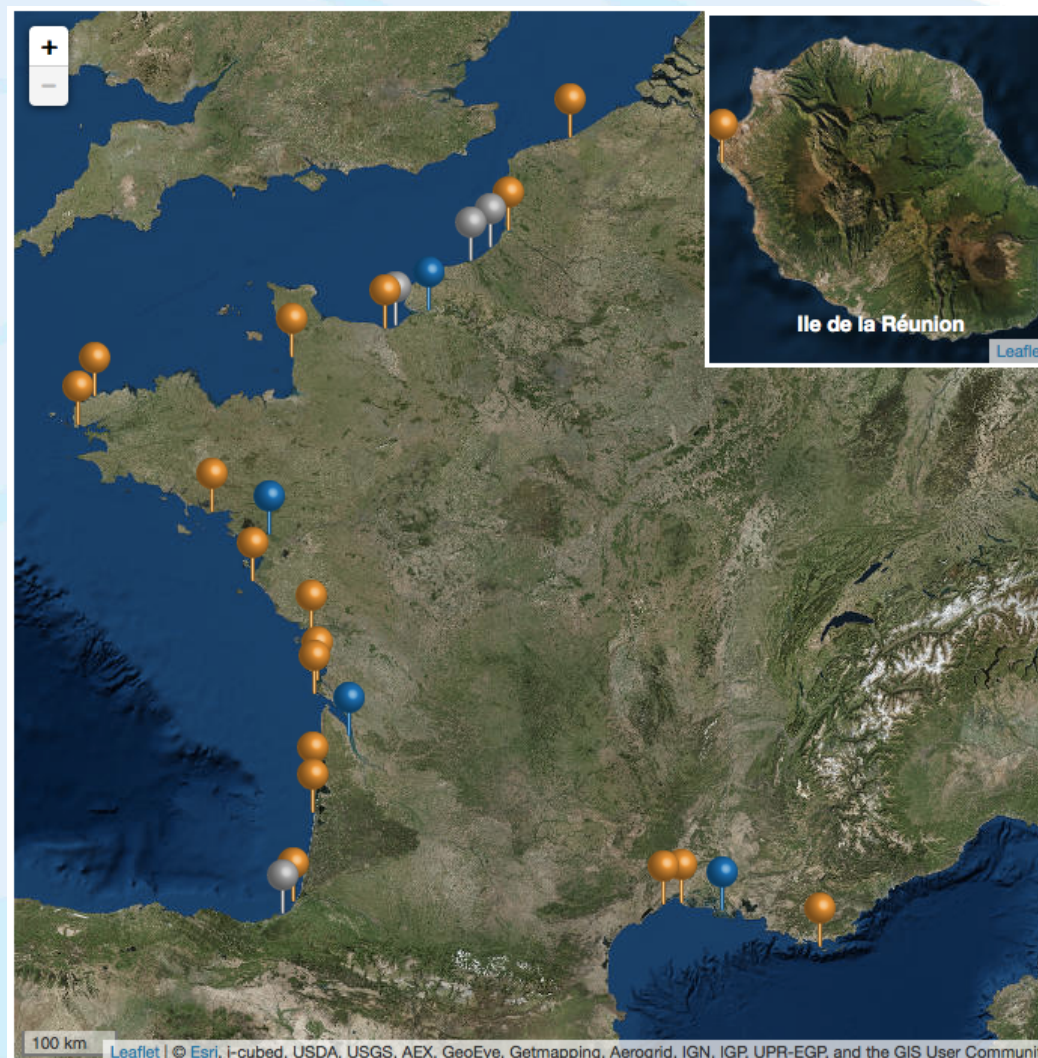 +
−
Ile de la Réunion
Leafle
100 km
Leaflet | © Esri, i-cubed, USDA, USGS, AEX, GeoEye, Getmapping, Aerogrid, IGN, IGP, UPR-EGP, and the GIS User Communi